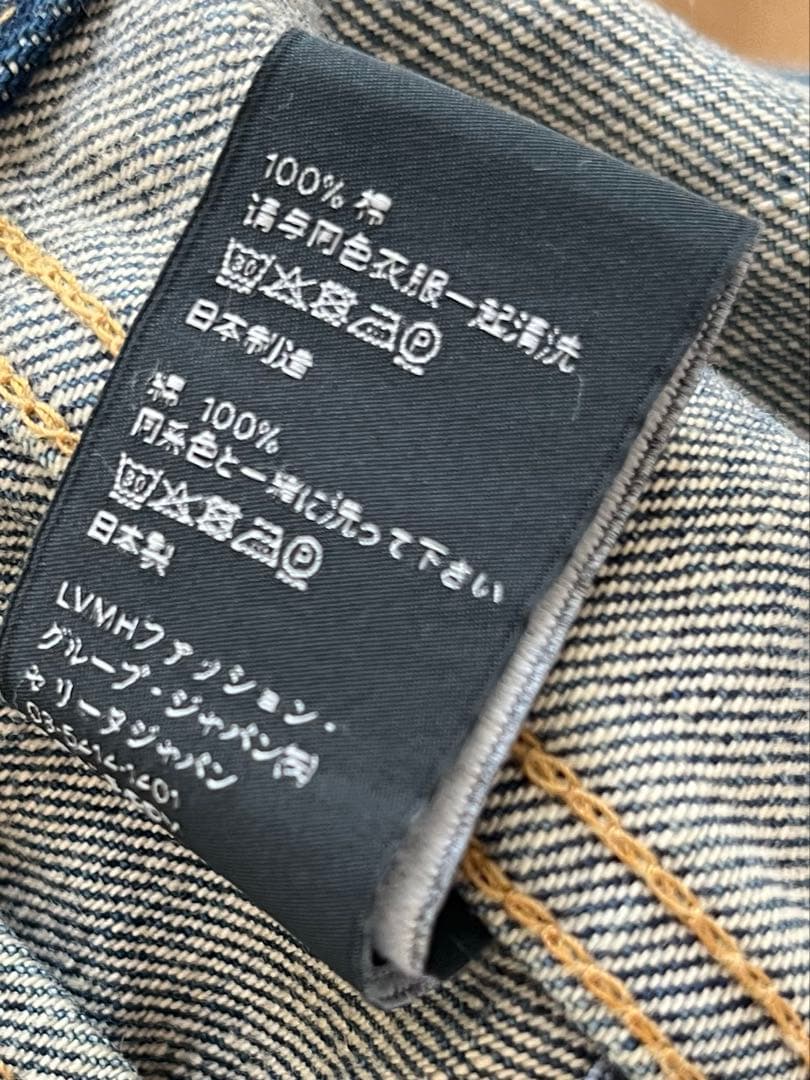 100% 棉
请与同色衣服一起清洗
30 P
日本制造
綿 100%
同系色と一緒に洗って下さい
30 P
日本製
LVMHファッション・
グループ・ジャパン㈱
セリーヌジャパン